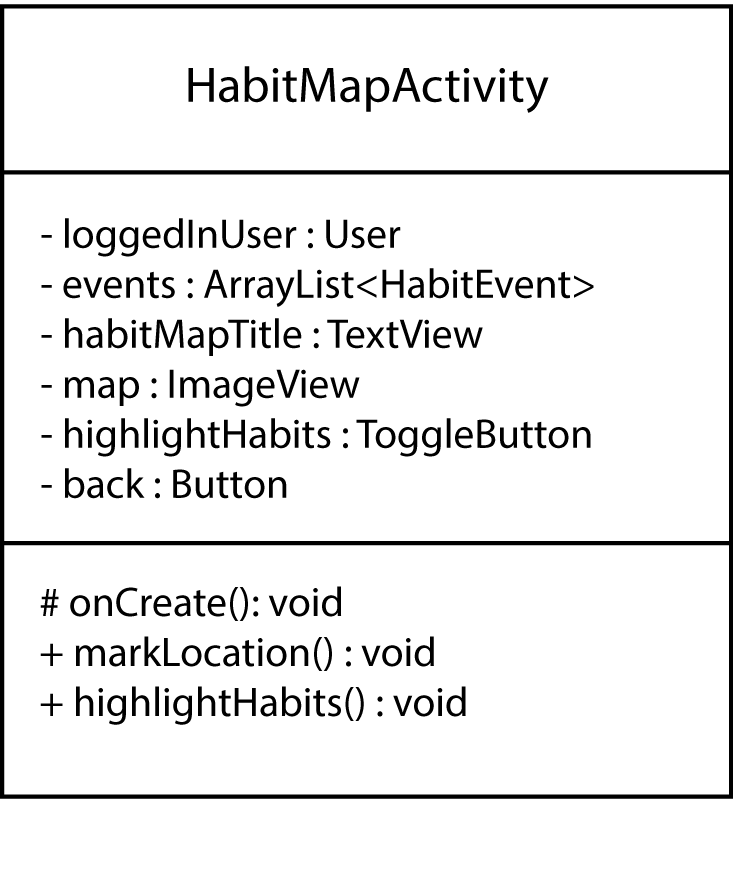 HabitMapActivity
- loggedInUser : User
- events : ArrayList<HabitEvent>
- habitMapTitle : TextView
- map : ImageView
- highlightHabits : ToggleButton
- back : Button
# onCreate(): void
+ markLocation() : void
+ highlightHabits() : void